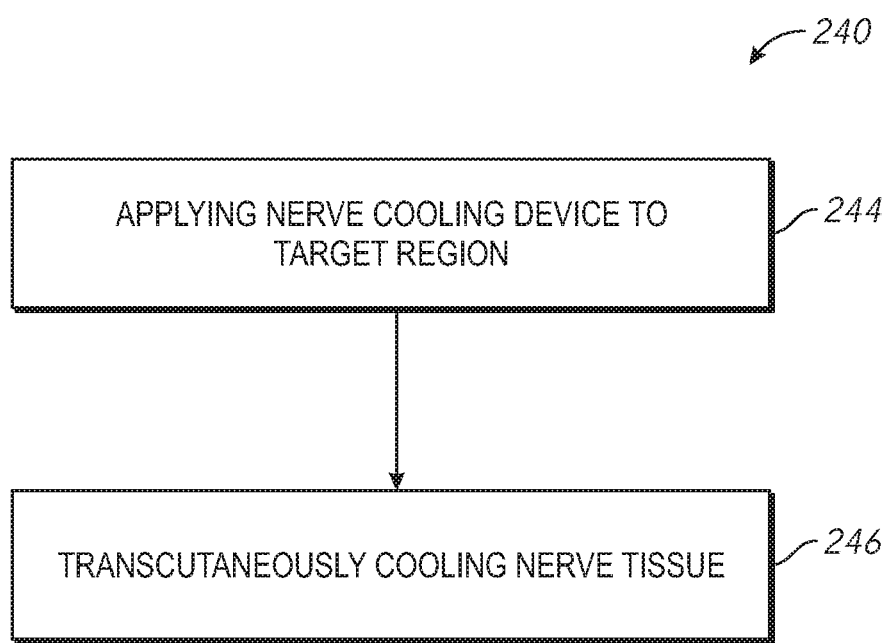 240
APPLYING NERVE COOLING DEVICE TO
TARGET REGION
244
TRANSCUTANEOUSLY COOLING NERVE TISSUE
246